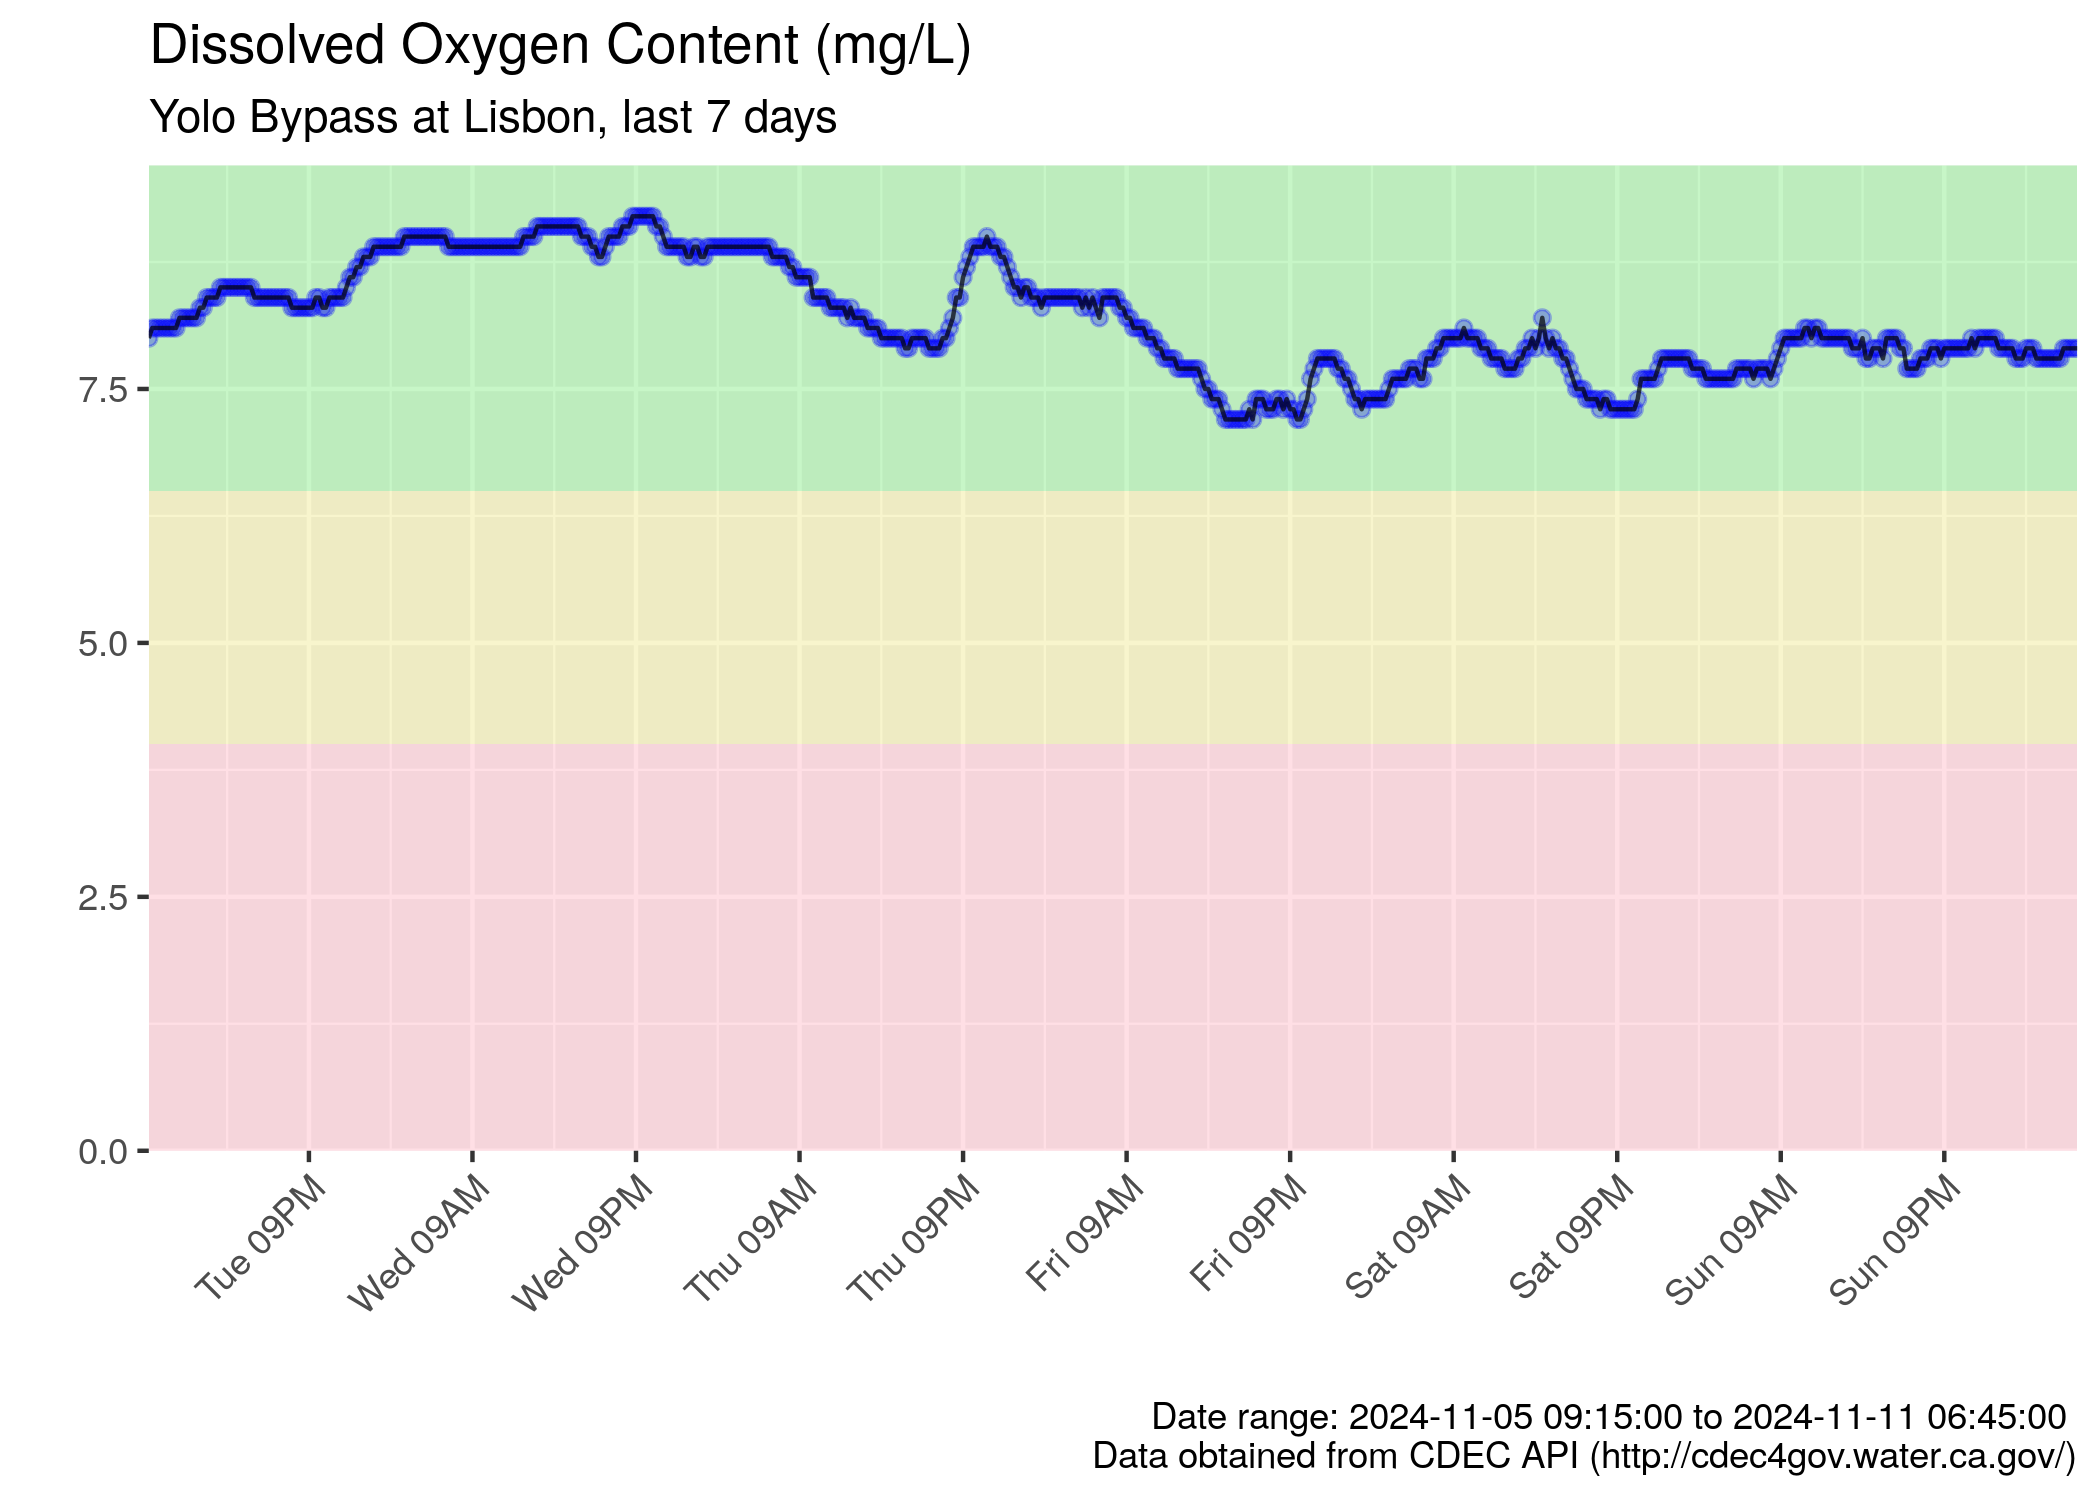 Dissolved Oxygen Content (mg/L)
Yolo Bypass at Lisbon, last 7 days
7.5
5.0
2.5
0.0
Tue 09PM
Wed 09AM
Wed 09PM
Thu 09AM
Thu 09PM
Fri 09AM
Fri 09PM
Sat 09AM
Sat 09PM
Sun 09AM
Sun 09PM
Date range: 2024-11-05 09:15:00 to 2024-11-11 06:45:00
Data obtained from CDEC API (http://cdec4gov.water.ca.gov/)